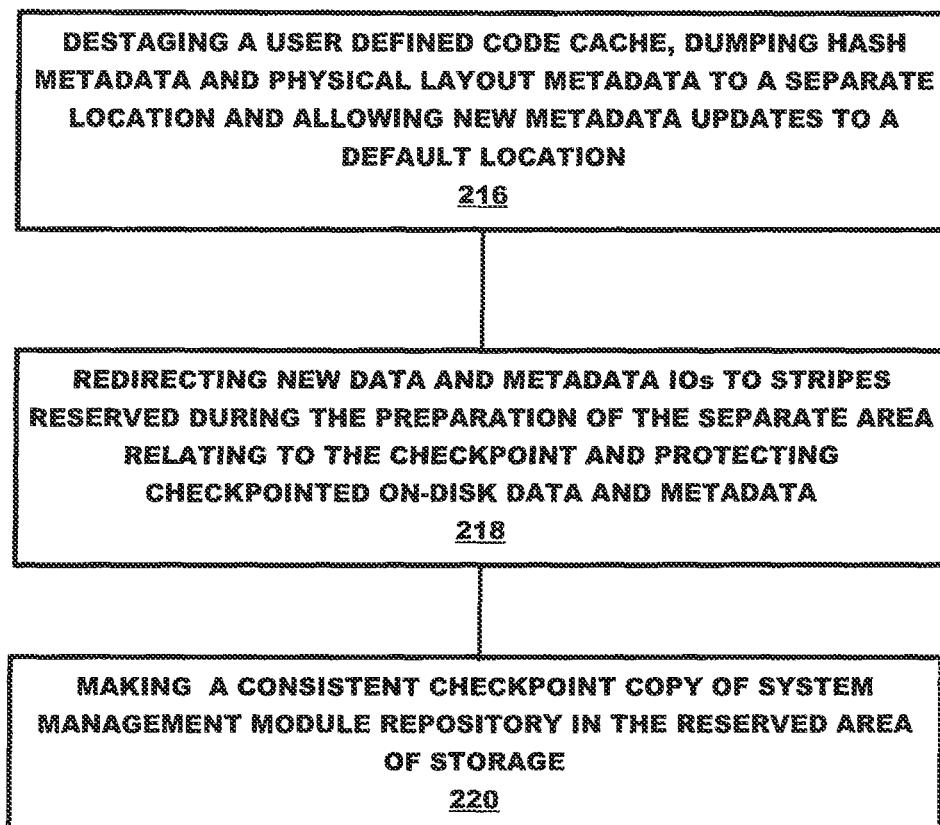 DESTAGING A USER DEFINED CODE CACHE, DUMPING HASH
METADATA AND PHYSICAL LAYOUT METADATA TO A SEPARATE
LOCATION AND ALLOWING NEW METADATA UPDATES TO A
DEFAULT LOCATION
216
REDIRECTING NEW DATA AND METADATA IOs TO STRIPES
RESERVED DURING THE PREPARATION OF THE SEPARATE AREA
RELATING TO THE CHECKPOINT AND PROTECTING
CHECKPOINTED ON-DISK DATA AND METADATA
218
MAKING A CONSISTENT CHECKPOINT COPY OF SYSTEM
MANAGEMENT MODULE REPOSITORY IN THE RESERVED AREA
OF STORAGE
220